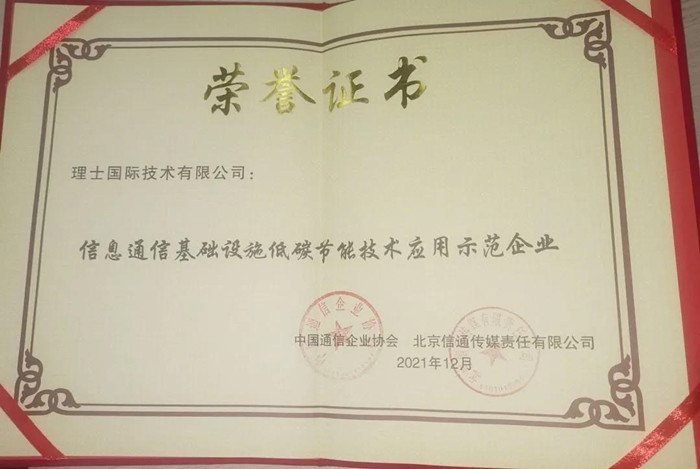 荣誉证书
理士国际技术有限公司：
信息通信基础设施低碳节能技术应用示范企业
中国通信企业协会 北京信通传媒责任有限公司
2021年12月